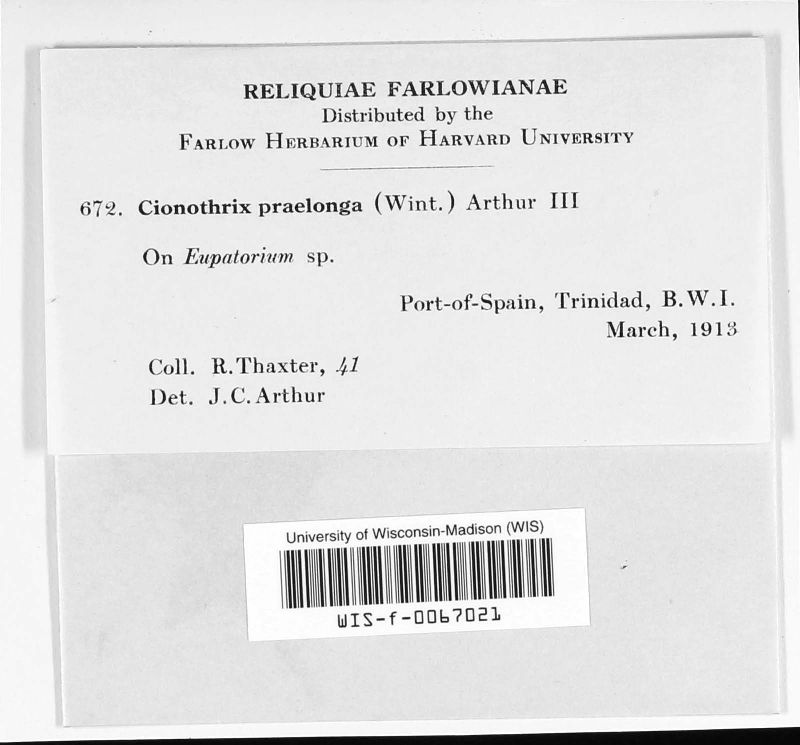 RELIQUIAE FARLOWIANAE
Distributed by the
FARLOW HERBARIUM OF HARVARD UNIVERSITY
672. Cionothrix praelonga (Wint.) Arthur III
On Eupatorium sp.
Port-of-Spain, Trinidad, B.W.I.
March, 1913
Coll. R.Thaxter, 41
Det. J.C.Arthur
University of Wisconsin-Madison (WIS)
WIS-f-0067021